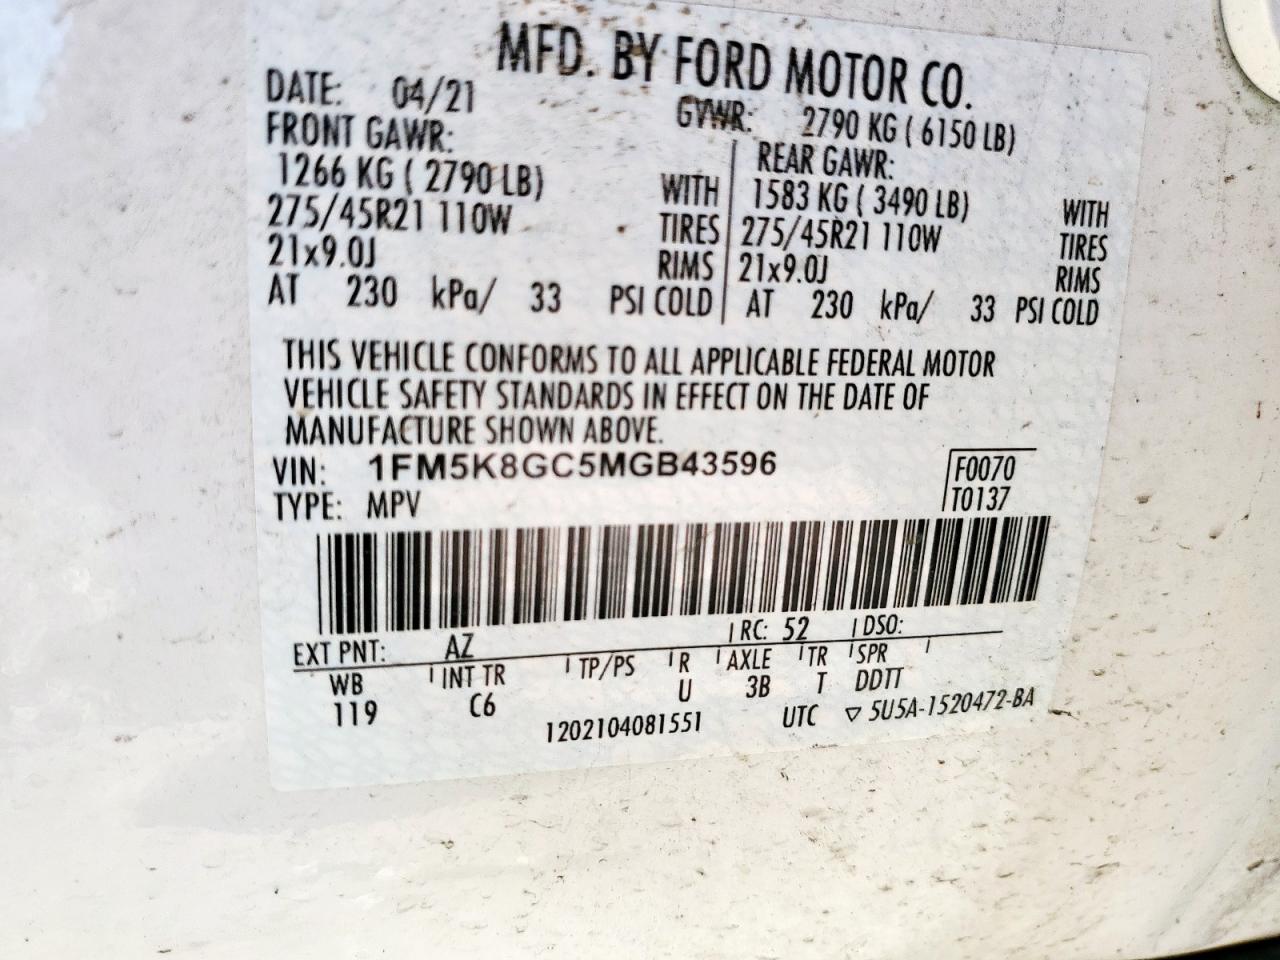 MFD. BY FORD MOTOR CO.
DATE: 04/21 GVWR: 2790 KG ( 6150 LB)
FRONT GAWR: REAR GAWR:
1266 KG ( 2790 LB) WITH 1583 KG ( 3490 LB) WITH
275/45R21 110W TIRES 275/45R21 110W TIRES
21x9.0J RIMS 21x9.0J RIMS
AT 230 kPa/ 33 PSI COLD AT 230 kPa/ 33 PSI COLD
THIS VEHICLE CONFORMS TO ALL APPLICABLE FEDERAL MOTOR
VEHICLE SAFETY STANDARDS IN EFFECT ON THE DATE OF
MANUFACTURE SHOWN ABOVE.
VIN: 1FM5K8GC5MGB43596 F0070
TYPE: MPV T0137
EXT PNT: AZ RC: 52 DSO:
WB INT TR TP/PS R AXLE TR SPR
119 C6 U 3B T DDTT
1202104081551 UTC ▽ 5U5A-1520472-BA